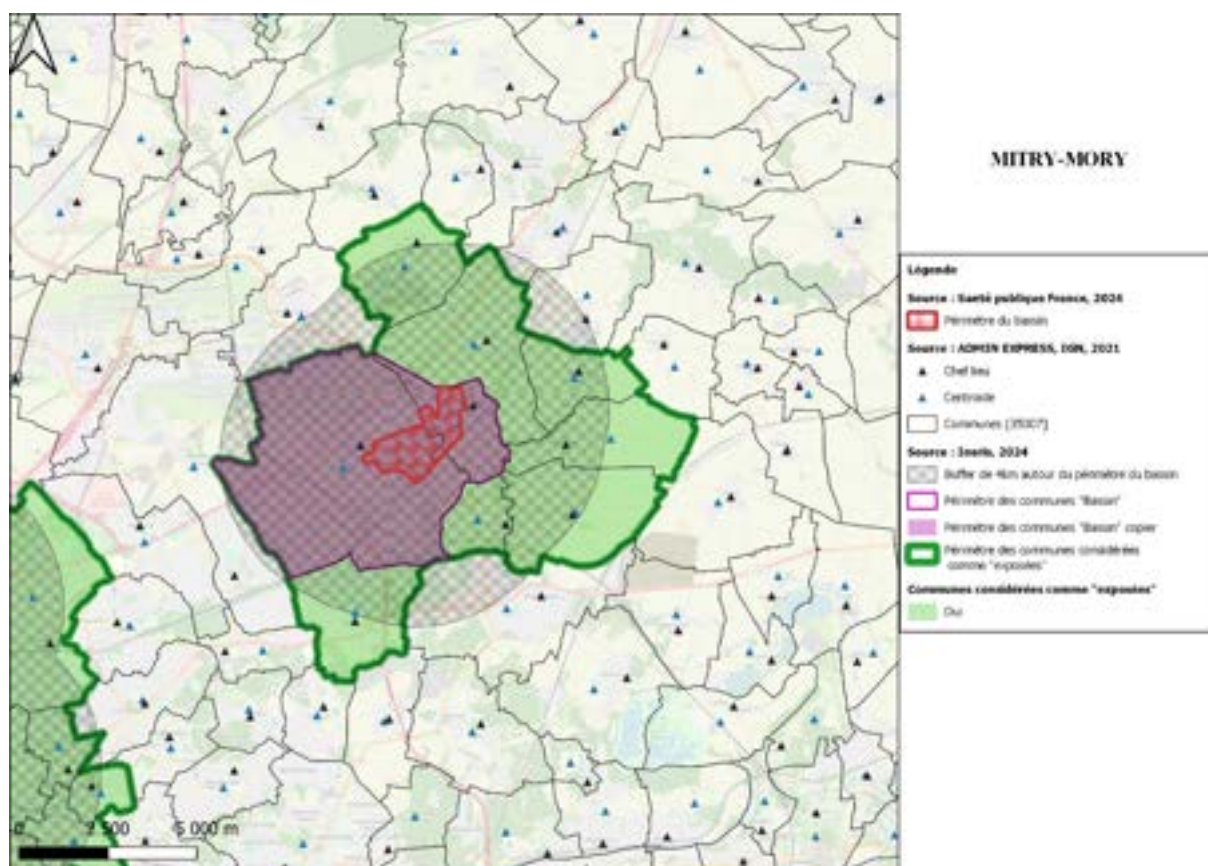 MITRY-MORY
Légende
Source : Santé publique France, 2024
Périmètre du bassin
Source : ADMIN EXPRESS, IGN, 2021
Chef lieu
Centroïde
Communes [35007]
Source : Ineris, 2024
Buffer de 4km autour du périmètre du bassin
Périmètre des communes "Bassin"
Périmètre des communes "Bassin" copier
Périmètre des communes considérées
comme "exposées"
Communes considérées comme "exposées"
Oui
0 2 500 5 000 m